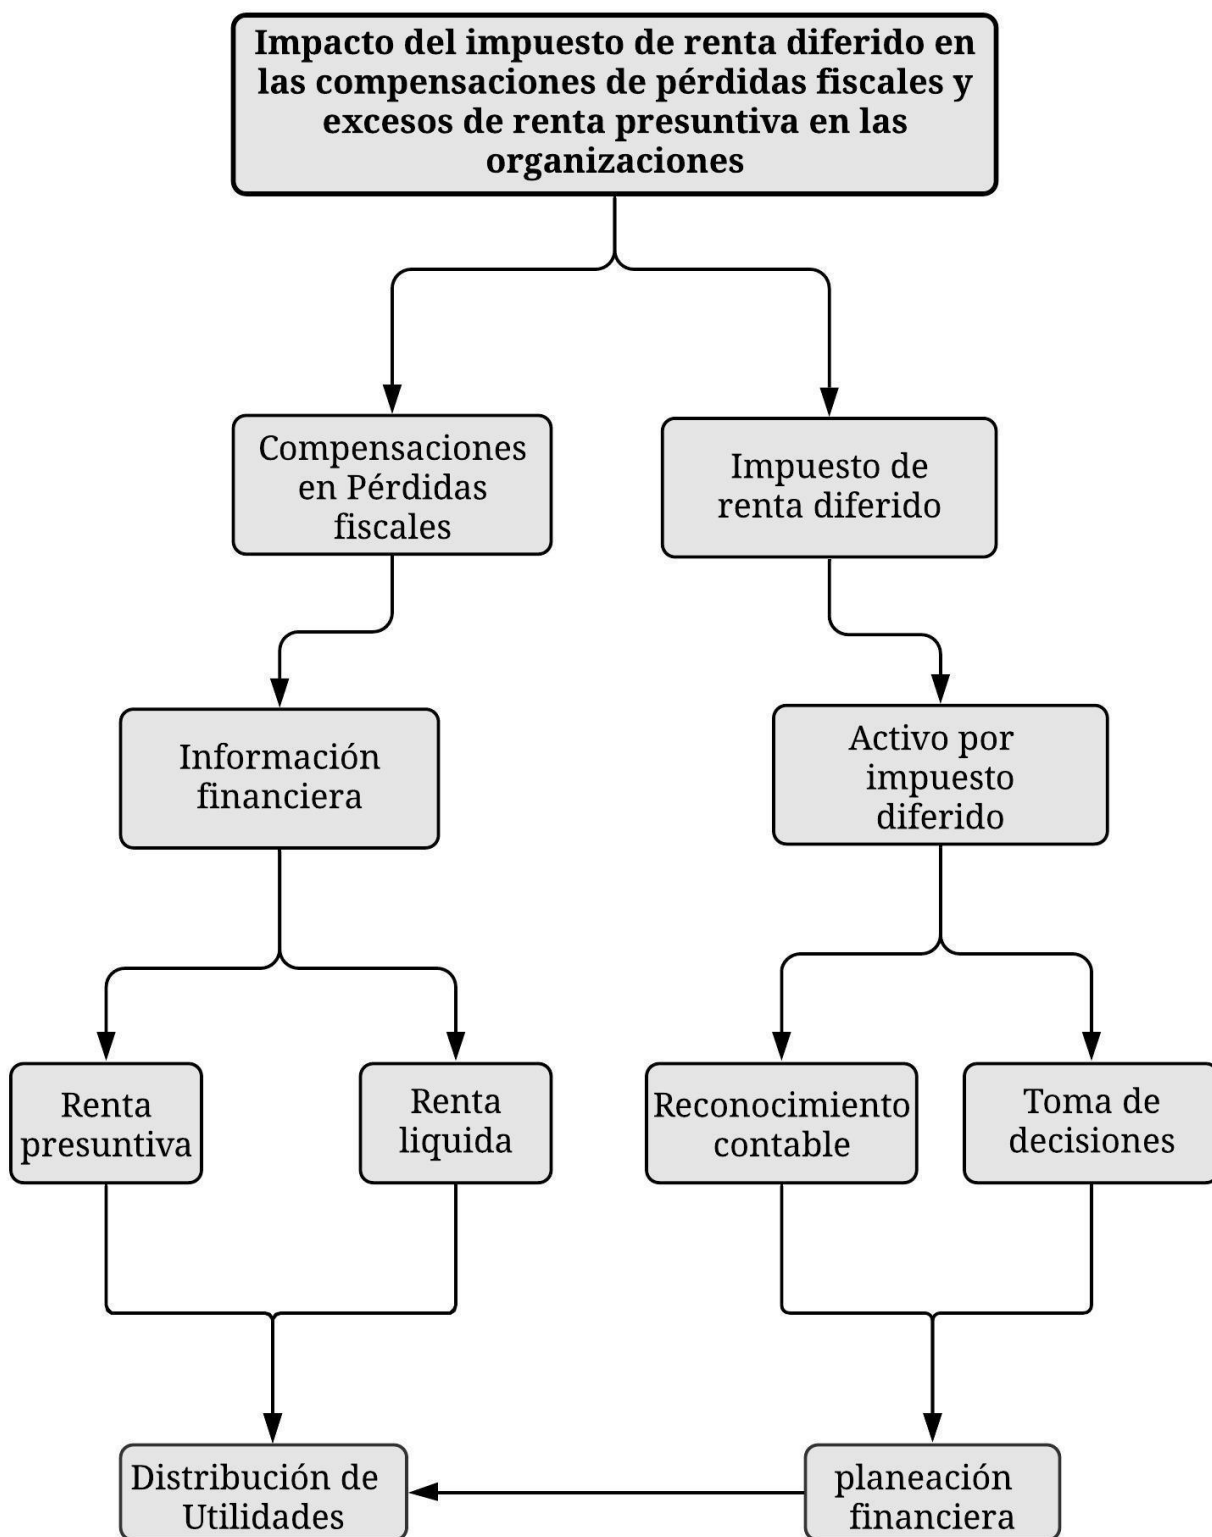 Impacto del impuesto de renta diferido en
las compensaciones de pérdidas fiscales y
excesos de renta presuntiva en las
organizaciones
Compensaciones
en Pérdidas
fiscales
Impuesto de
renta diferido
Información
financiera
Activo por
impuesto
diferido
Renta
presuntiva
Renta
liquida
Reconocimiento
contable
Toma de
decisiones
Distribución de
Utilidades
planeación
financiera